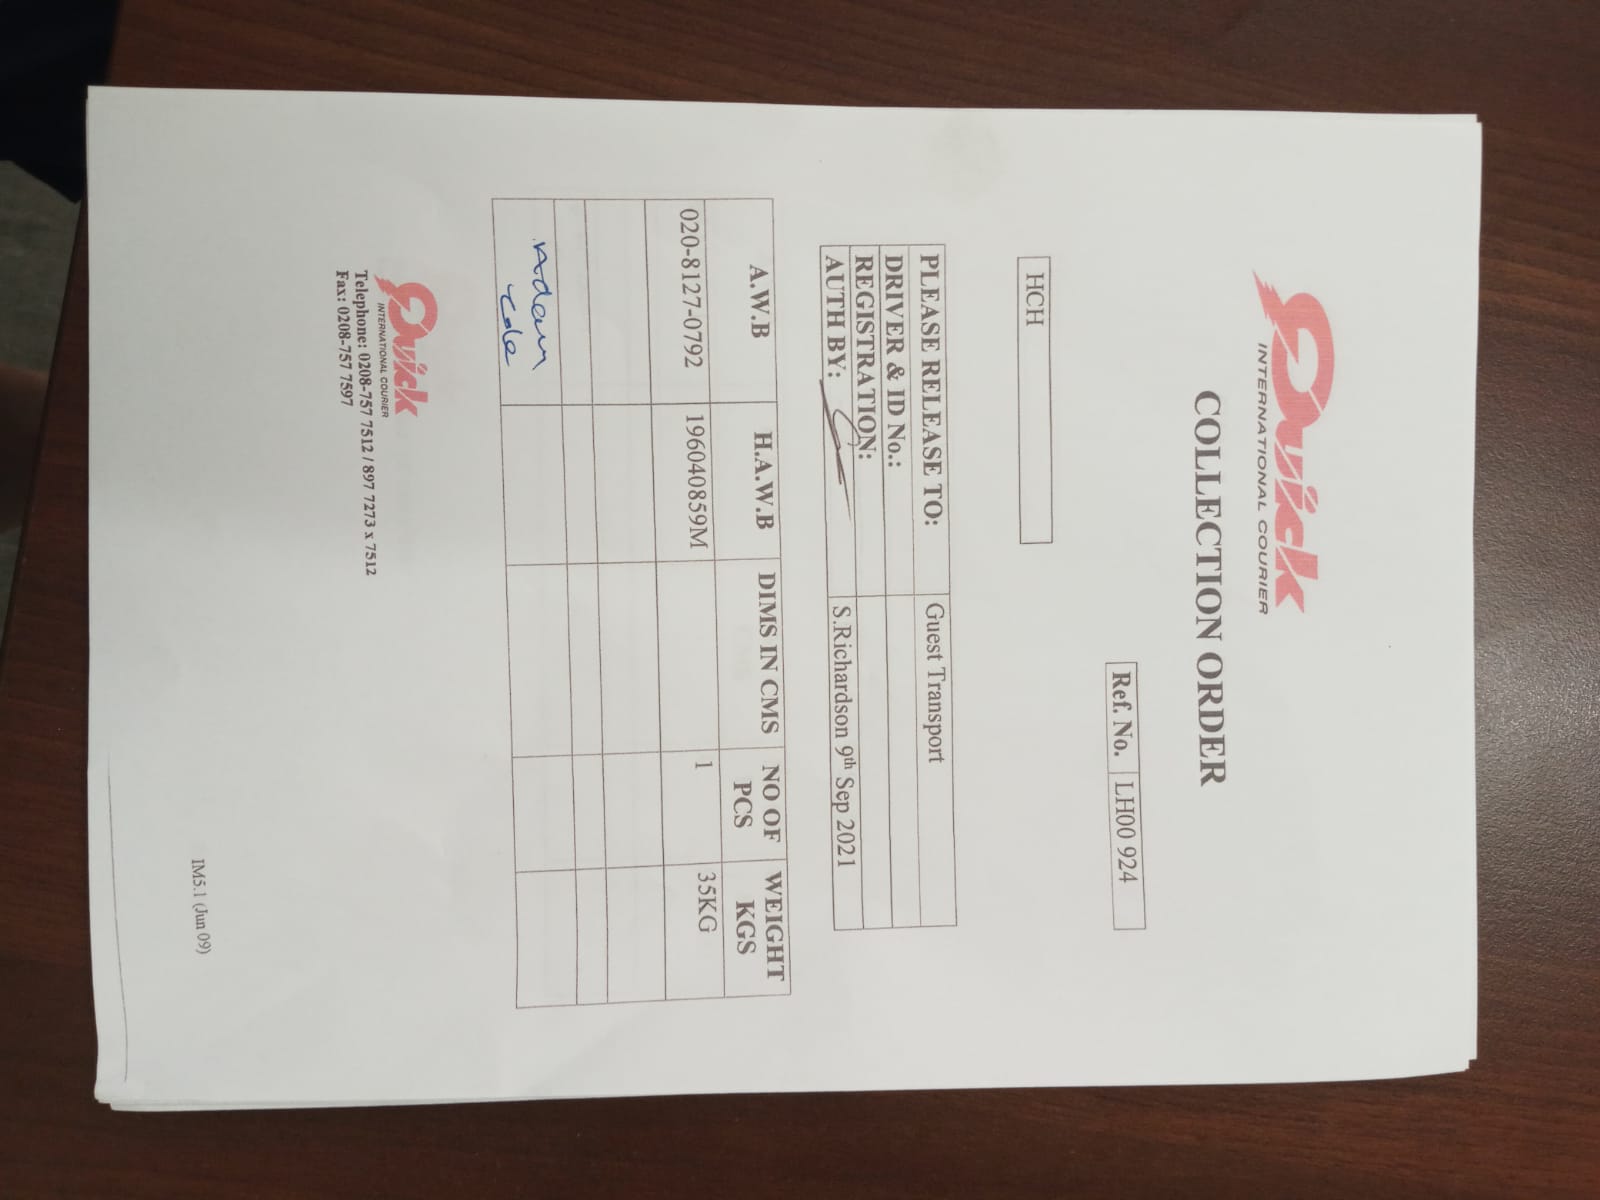 Quick
INTERNATIONAL COURIER
COLLECTION ORDER
Ref. No. LH00 924
HCH
PLEASE RELEASE TO: Guest Transport
DRIVER & ID No.:
REGISTRATION:
AUTH BY: S.Richardson 9th Sep 2021
A.W.B H.A.W.B DIMS IN CMS NO OF PCS WEIGHT KGS
020-8127-0792 196040859M 1 35KG
Adam
Cole
Quick
INTERNATIONAL COURIER
Telephone: 0208-757 7512 / 897 7273 x 7512
Fax: 0208-757 7597
IM5.1 (Jun 09)